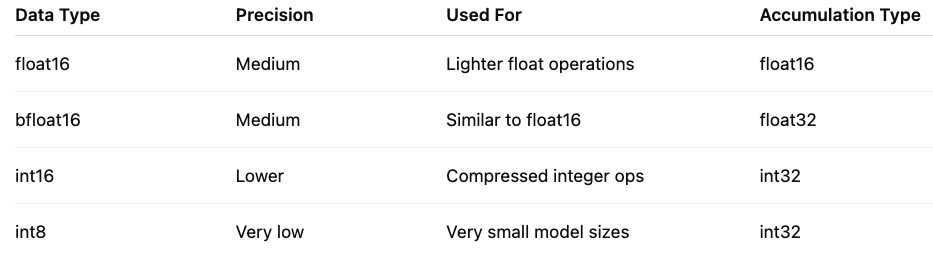 Data Type Precision Used For Accumulation Type
float16 Medium Lighter float operations float16
bfloat16 Medium Similar to float16 float32
int16 Lower Compressed integer ops int32
int8 Very low Very small model sizes int32